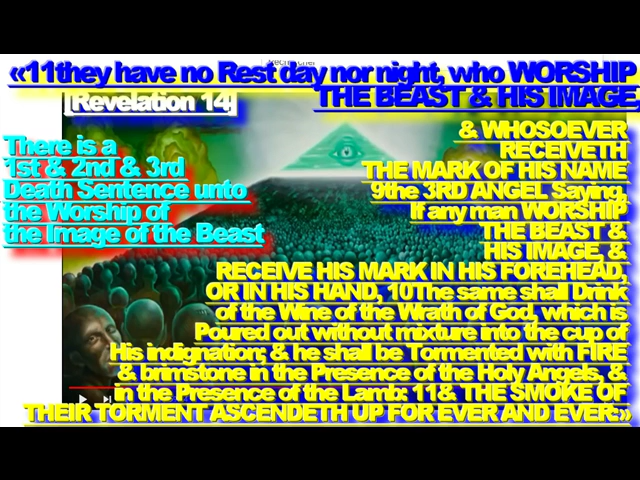 «11they have no Rest day nor night, who WORSHIP
THE BEAST & HIS IMAGE
[Revelation 14]
& WHOSOEVER
RECEIVETH
THE MARK OF HIS NAME
9the 3RD ANGEL Saying,
If any man WORSHIP
THE BEAST &
HIS IMAGE, &
RECEIVE HIS MARK IN HIS FOREHEAD,
OR IN HIS HAND, 10The same shall Drink
of the Wine of the Wrath of God, which is
Poured out without mixture into the cup of
His indignation; & he shall be Tormented with FIRE
& brimstone in the Presence of the Holy Angels, &
in the Presence of the Lamb: 11& THE SMOKE OF
THEIR TORMENT ASCENDETH UP FOR EVER AND EVER:»
There is a
1st & 2nd & 3rd
Death Sentence unto
the Worship of
the Image of the Beast